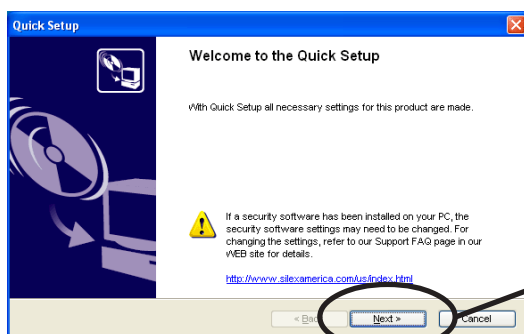 Quick Setup
Welcome to the Quick Setup
With Quick Setup all necessary settings for this product are made.
If a security software has been installed on your PC, the
security software settings may need to be changed. For
changing the settings, refer to our Support FAQ page in our
WEB site for details.
http://www.silexamerica.com/us/index.html
< Back Next > Cancel